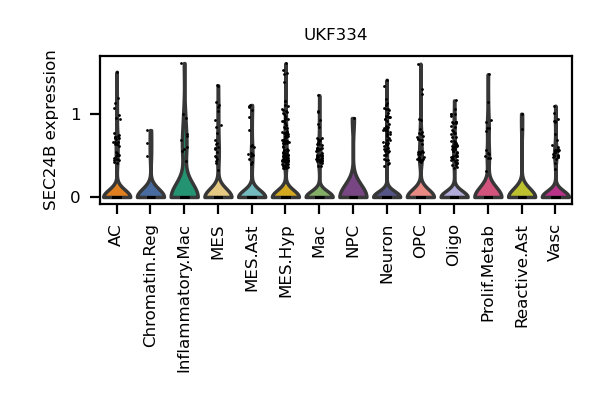 UKF334
SEC24B expression
1
0
AC
Chromatin.Reg
Inflammatory.Mac
MES
MES.Ast
MES.Hyp
Mac
NPC
Neuron
OPC
Oligo
Prolif.Metab
Reactive.Ast
Vasc